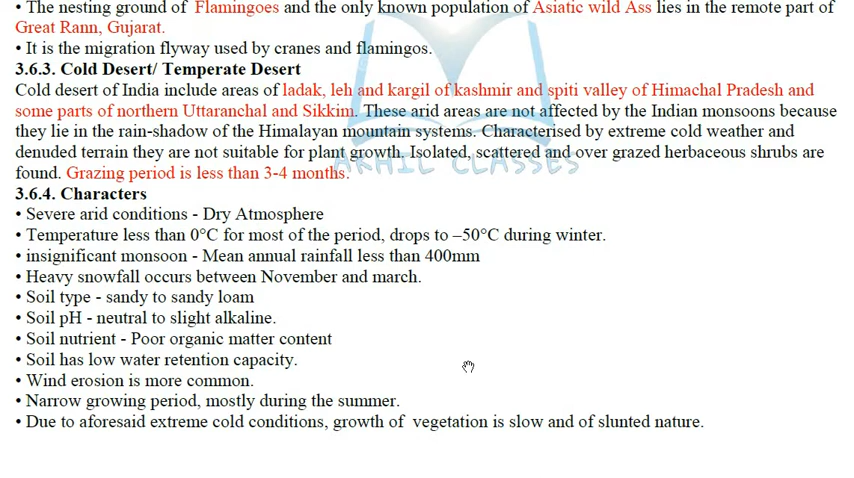 • The nesting ground of Flamingoes and the only known population of Asiatic wild Ass lies in the remote part of
Great Rann, Gujarat.
• It is the migration flyway used by cranes and flamingos.
3.6.3. Cold Desert/ Temperate Desert
Cold desert of India include areas of ladak, leh and kargil of kashmir and spiti valley of Himachal Pradesh and
some parts of northern Uttaranchal and Sikkim. These arid areas are not affected by the Indian monsoons because
they lie in the rain-shadow of the Himalayan mountain systems. Characterised by extreme cold weather and
denuded terrain they are not suitable for plant growth. Isolated, scattered and over grazed herbaceous shrubs are
AKHIL CLASSES
found. Grazing period is less than 3-4 months.
3.6.4. Characters
• Severe arid conditions - Dry Atmosphere
• Temperature less than 0°C for most of the period, drops to –50°C during winter.
• insignificant monsoon - Mean annual rainfall less than 400mm
• Heavy snowfall occurs between November and march.
• Soil type - sandy to sandy loam
• Soil pH - neutral to slight alkaline.
• Soil nutrient - Poor organic matter content
• Soil has low water retention capacity.
• Wind erosion is more common.
• Narrow growing period, mostly during the summer.
• Due to aforesaid extreme cold conditions, growth of vegetation is slow and of slunted nature.